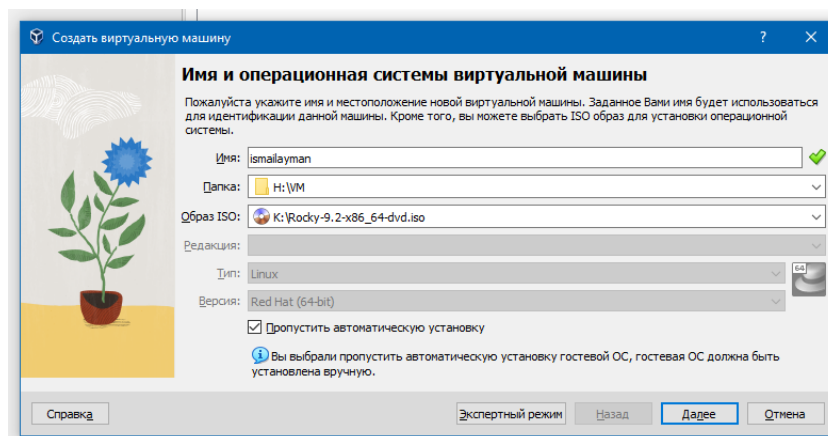 Создать виртуальную машину
Имя и операционная системы виртуальной машины
Пожалуйста укажите имя и местоположение новой виртуальной машины. Заданное Вами имя будет использоваться
для идентификации данной машины. Кроме того, вы можете выбрать ISO образ для установки операционной
системы.
Имя: ismailayman
Папка: H:\VM
Образ ISO: K:\Rocky-9.2-x86_64-dvd.iso
Редакция:
Тип: Linux
64
Версия: Red Hat (64-bit)
Пропустить автоматическую установку
Вы выбрали пропустить автоматическую установку гостевой ОС, гостевая ОС должна быть
установлена вручную.
Справка Экспертный режим Назад Далее Отмена